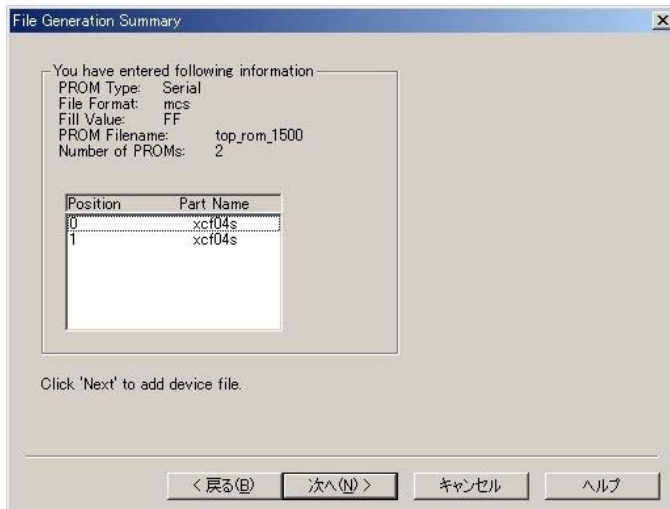 File Generation Summary
You have entered following information
PROM Type: Serial
File Format: mcs
Fill Value: FF
PROM Filename: top_rom_1500
Number of PROMs: 2
Position Part Name
0 xcf04s
1 xcf04s
Click 'Next' to add device file.
< 戻る(B) 次へ(N) > キャンセル ヘルプ